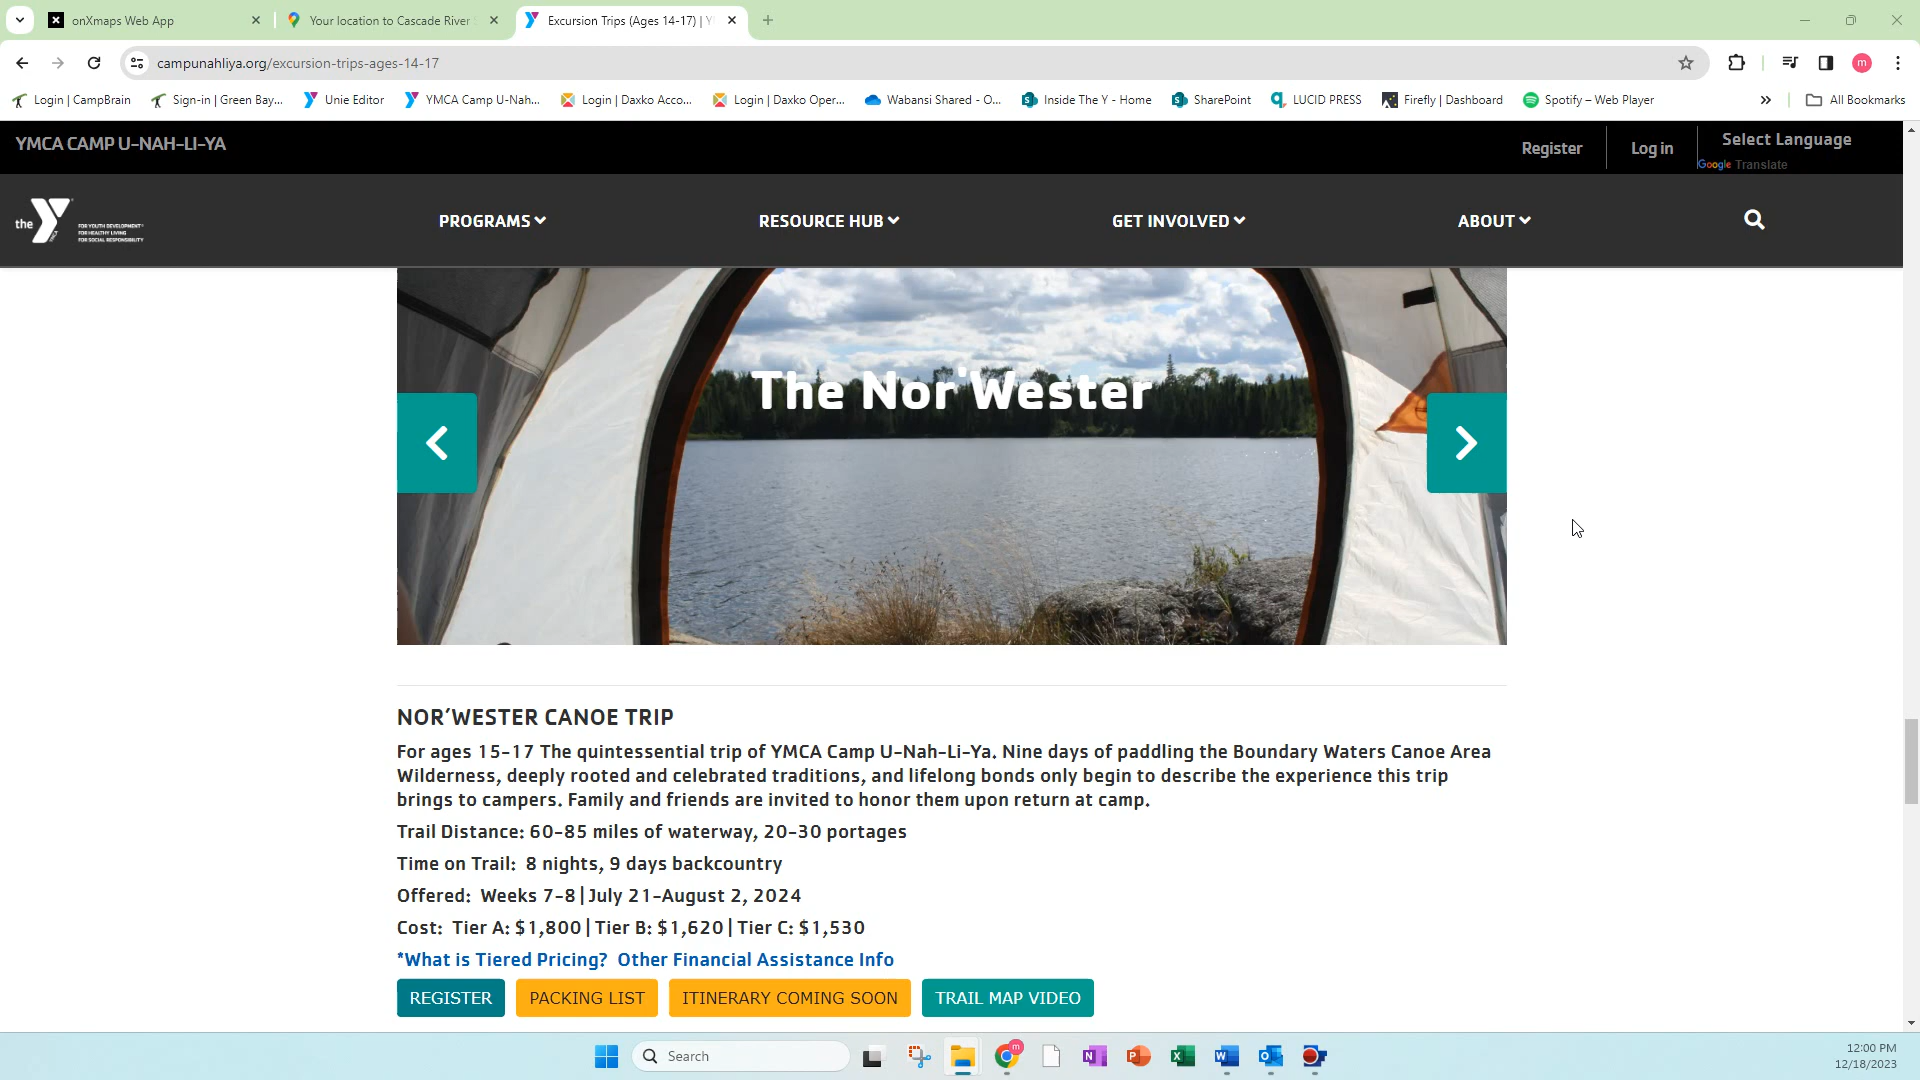 onXmaps Web App
Your location to Cascade River
Excursion Trips (Ages 14-17) |
campunahliya.org/excursion-trips-ages-14-17
m
Login | CampBrain
Sign-in | Green Bay...
Unie Editor
YMCA Camp U-Nah...
Login | Daxko Acco...
Login | Daxko Oper...
Wabansi Shared - O...
Inside The Y - Home
SharePoint
LUCID PRESS
Firefly | Dashboard
Spotify – Web Player
All Bookmarks
YMCA CAMP U-NAH-LI-YA
Register
Log in
Select Language
Google Translate
the Y
FOR YOUTH DEVELOPMENT
FOR HEALTHY LIVING
FOR SOCIAL RESPONSIBILITY
PROGRAMS
RESOURCE HUB
GET INVOLVED
ABOUT
The Nor'Wester
NOR'WESTER CANOE TRIP
For ages 15-17 The quintessential trip of YMCA Camp U-Nah-Li-Ya. Nine days of paddling the Boundary Waters Canoe Area
Wilderness, deeply rooted and celebrated traditions, and lifelong bonds only begin to describe the experience this trip
brings to campers. Family and friends are invited to honor them upon return at camp.
Trail Distance: 60-85 miles of waterway, 20-30 portages
Time on Trail: 8 nights, 9 days backcountry
Offered: Weeks 7-8 | July 21-August 2, 2024
Cost: Tier A: $1,800 | Tier B: $1,620 | Tier C: $1,530
*What is Tiered Pricing? Other Financial Assistance Info
REGISTER
PACKING LIST
ITINERARY COMING SOON
TRAIL MAP VIDEO
Search
12:00 PM
12/18/2023